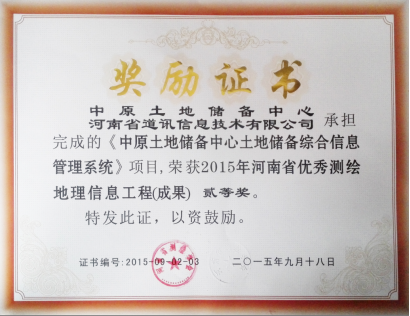 奖励证书
中原土地储备中心
河南省道讯信息技术有限公司 承担
完成的《中原土地储备中心土地储备综合信息
管理系统》项目,荣获2015年河南省优秀测绘
地理信息工程(成果) 贰等奖。
特发此证,以资鼓励。
证书编号:2015-09-02-03 二〇一五年九月十八日